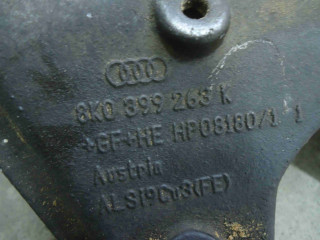 8K0 399 263 K
+GF+HE HP08180/1 1
Austria
ALSI9Cu3(FE)